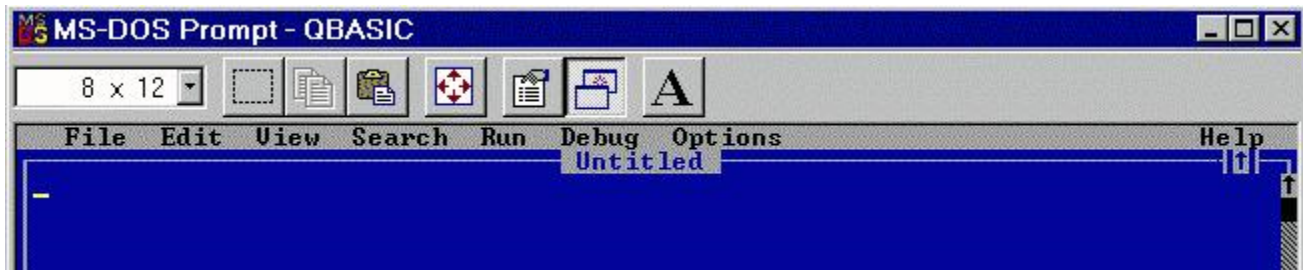 MS-DOS Prompt - QBASIC
8 x 12 A
File Edit View Search Run Debug Options Help
Untitled